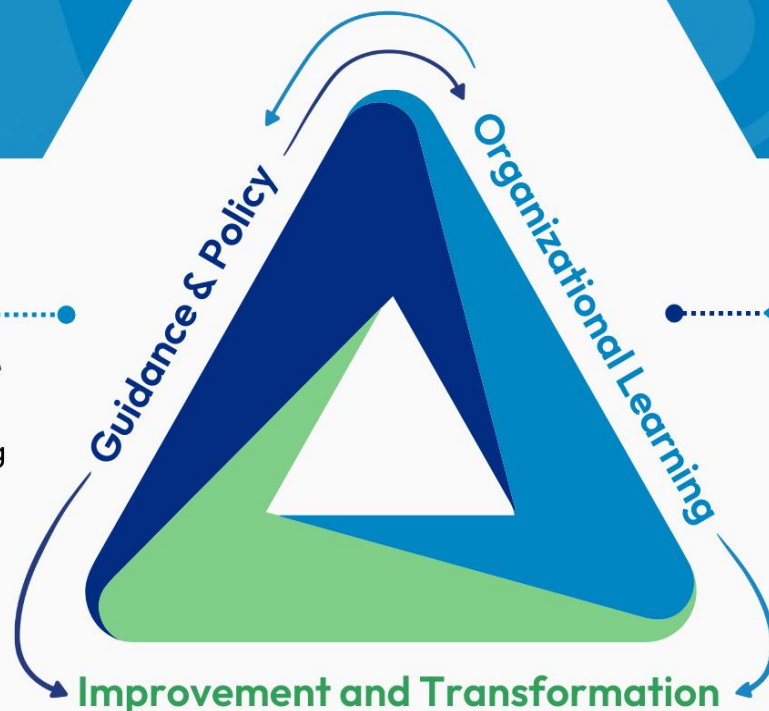 Guidance & Policy
Organizational Learning
Improvement and Transformation